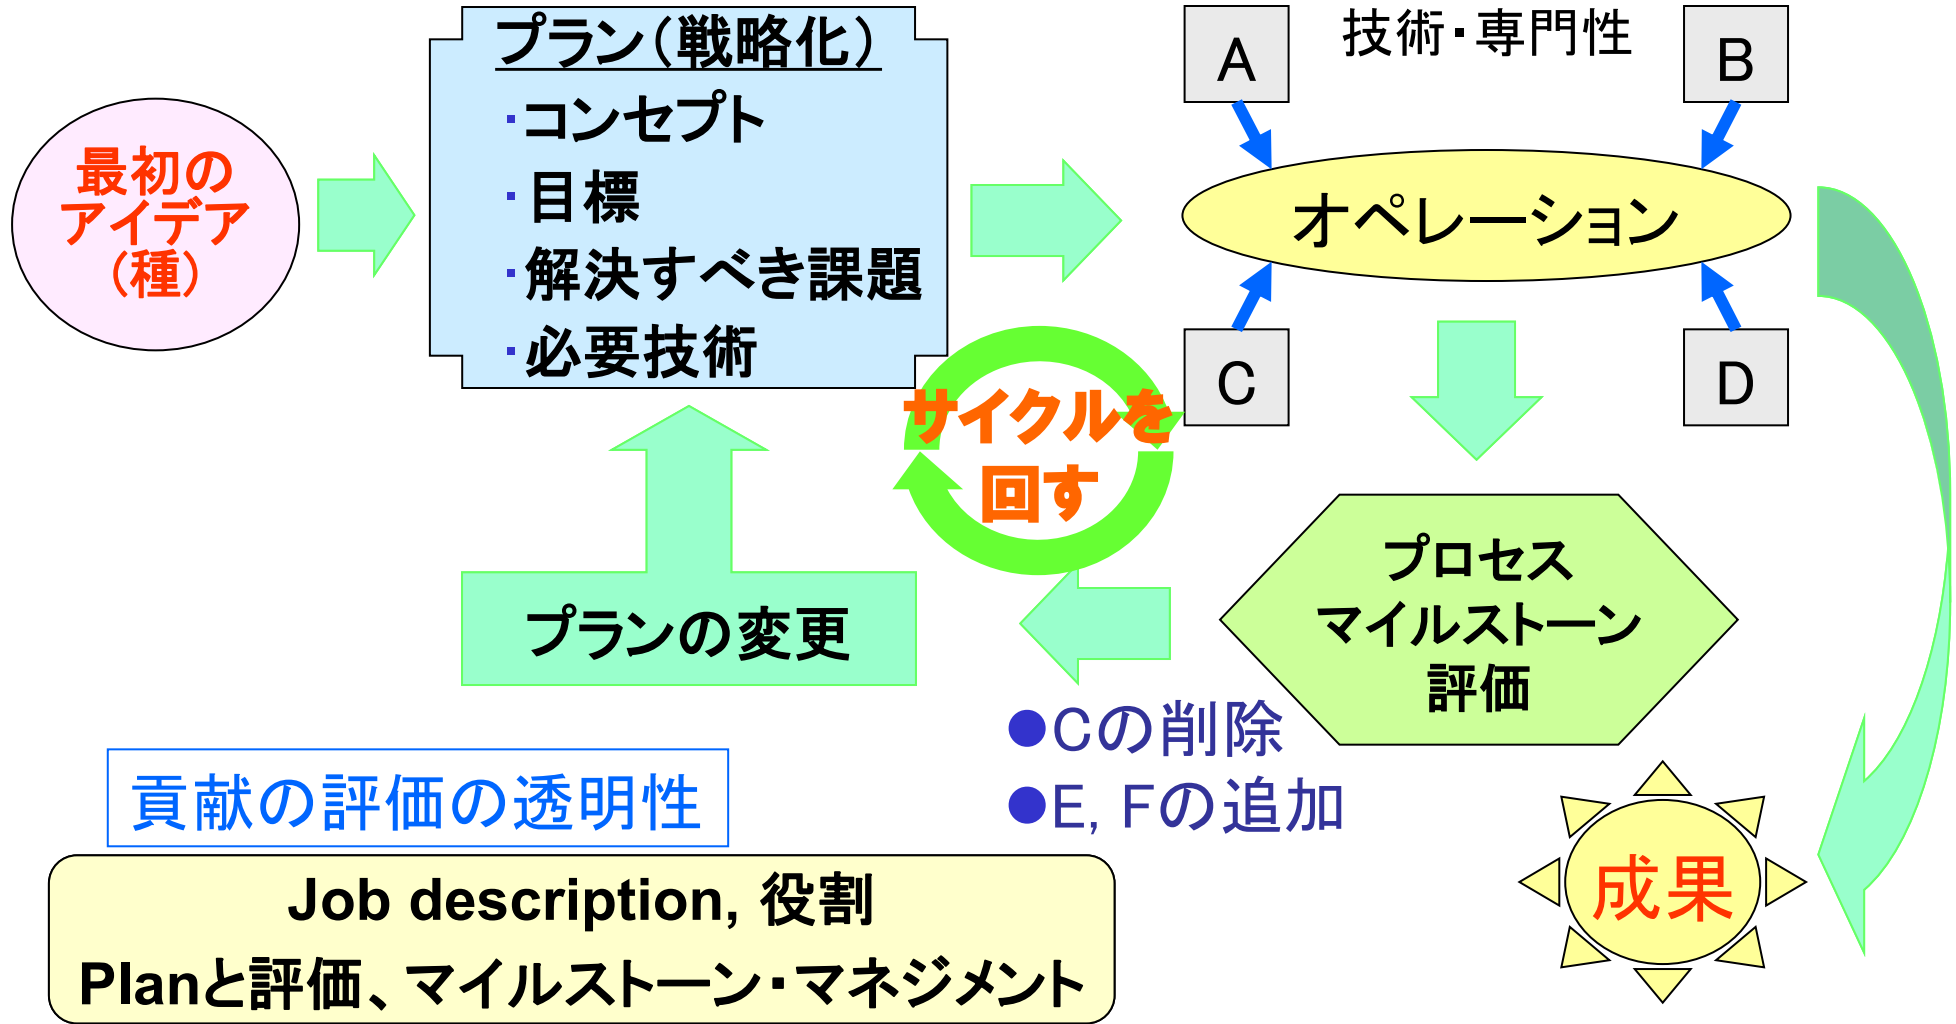 最初の
アイデア
（種）
プラン（戦略化）
・コンセプト
・目標
・解決すべき課題
・必要技術
技術・専門性
A
B
オペレーション
C
D
サイクルを
回す
プロセス
マイルストーン
評価
プランの変更
●Cの削除
●E, Fの追加
成果
貢献の評価の透明性
Job description, 役割
Planと評価、マイルストーン・マネジメント